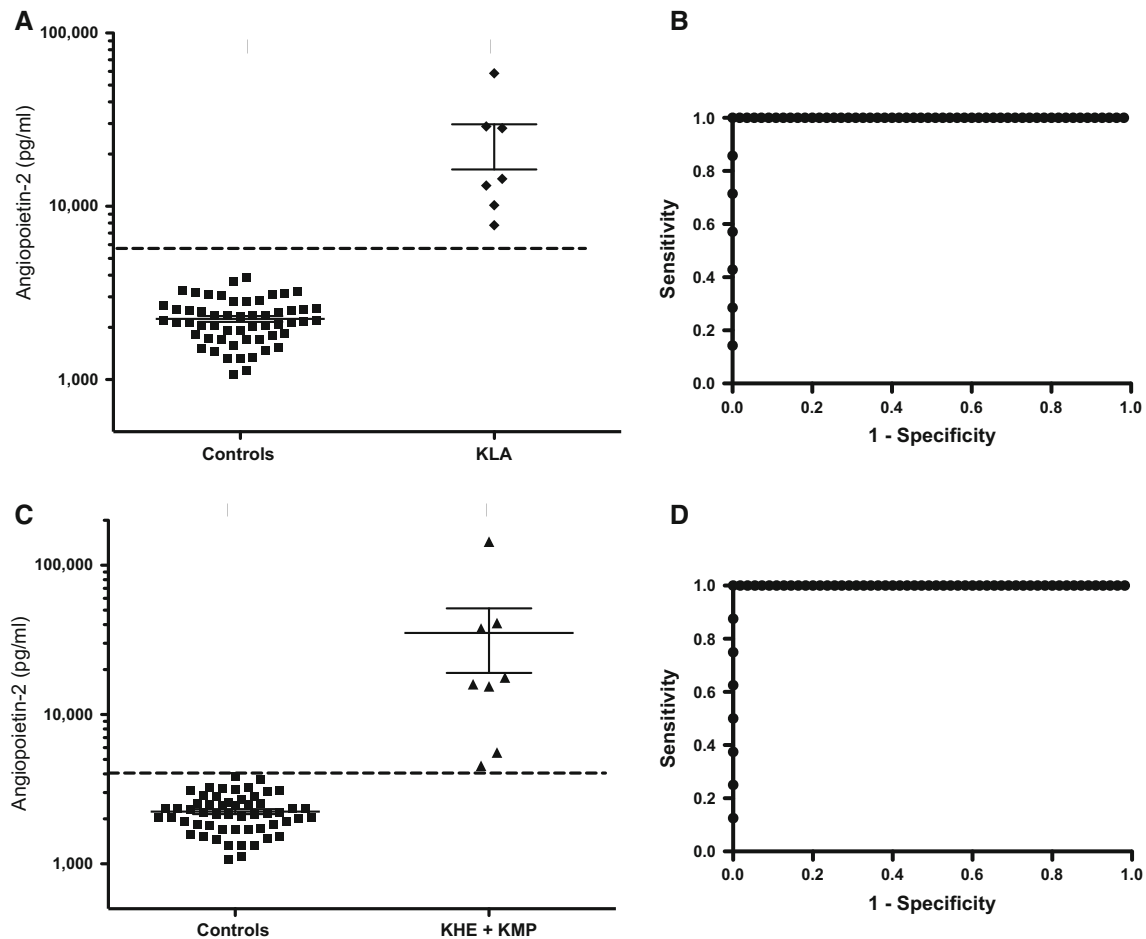 A
Angiopoietin-2 (pg/ml)
100,000
10,000
1,000
Controls
KLA
B
Sensitivity
1.0
0.8
0.6
0.4
0.2
0.0
0.0
0.2
0.4
0.6
0.8
1.0
1 - Specificity
C
Angiopoietin-2 (pg/ml)
100,000
10,000
1,000
Controls
KHE + KMP
D
Sensitivity
1.0
0.8
0.6
0.4
0.2
0.0
0.0
0.2
0.4
0.6
0.8
1.0
1 - Specificity